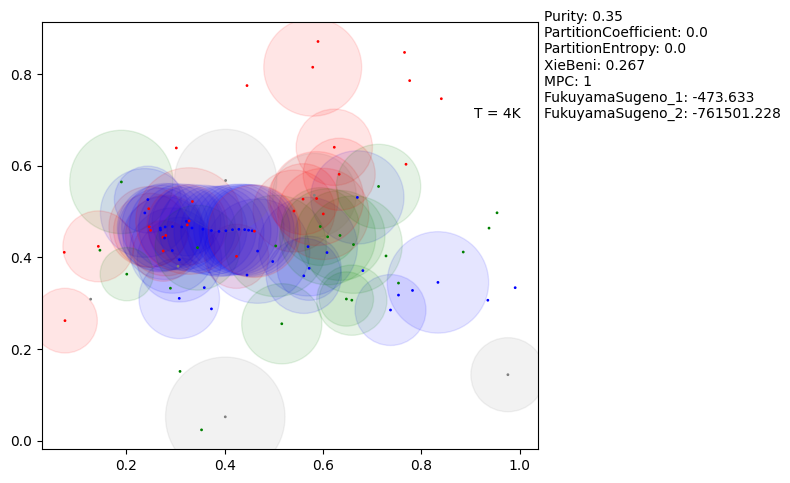 Purity: 0.35
PartitionCoefficient: 0.0
PartitionEntropy: 0.0
XieBeni: 0.267
MPC: 1
FukuyamaSugeno_1: -473.633
FukuyamaSugeno_2: -761501.228
T = 4K
0.8
0.6
0.4
0.2
0.0
0.2 0.4 0.6 0.8 1.0